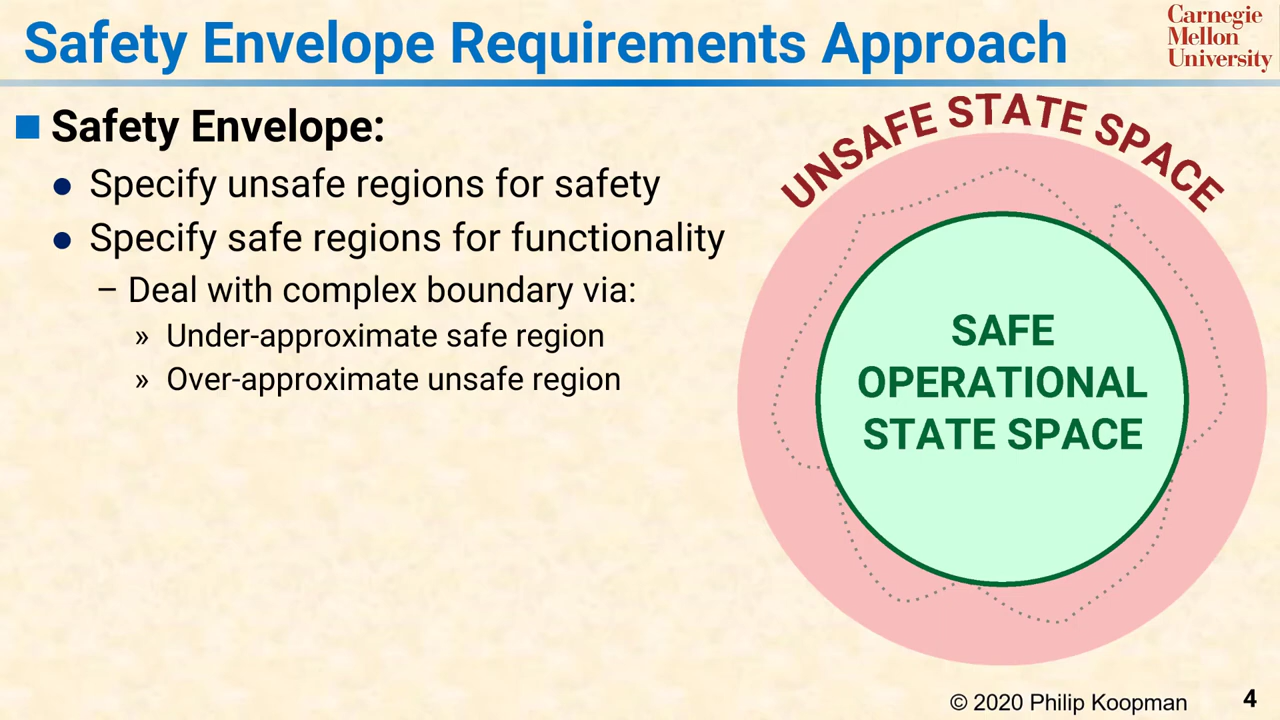 Safety Envelope Requirements Approach
Carnegie
Mellon
University
■ Safety Envelope:
● Specify unsafe regions for safety
● Specify safe regions for functionality
– Deal with complex boundary via:
» Under-approximate safe region
» Over-approximate unsafe region
UNSAFE STATE SPACE
SAFE
OPERATIONAL
STATE SPACE
© 2020 Philip Koopman
4